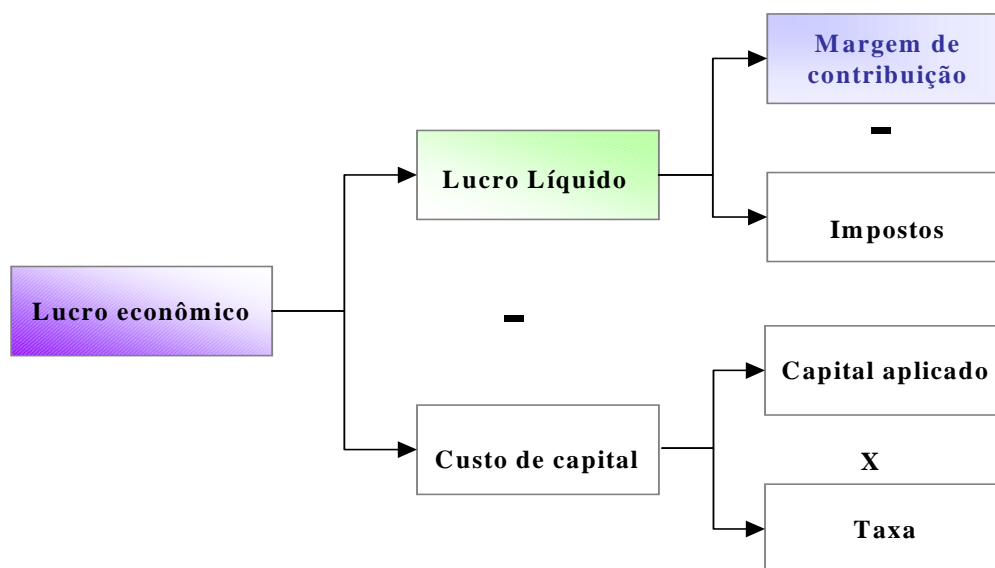 Margem de
contribuição
-
Lucro Líquido
Impostos
Lucro econômico
-
Capital aplicado
Custo de capital
X
Taxa